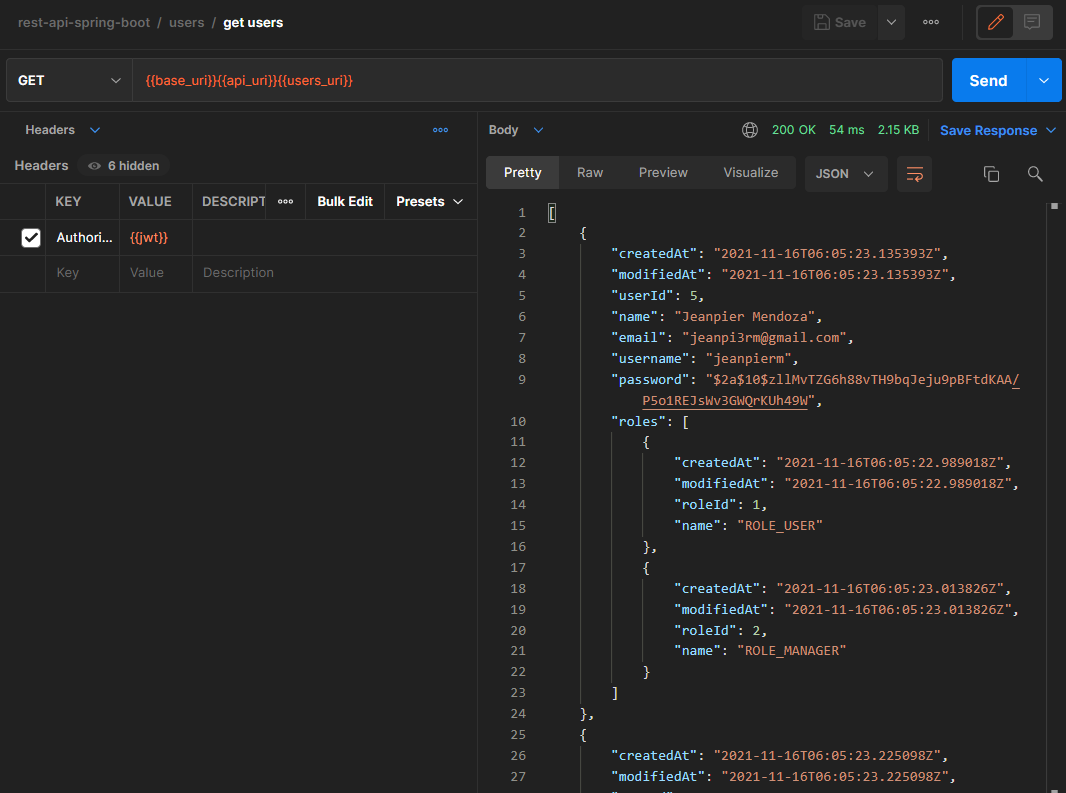 rest-api-spring-boot / users / get users
Save
GET
{{base_uri}}{{api_uri}}{{users_uri}}
Send
Headers
Headers 6 hidden
KEY VALUE DESCRIPT Bulk Edit Presets
Authori... {{jwt}}
Key Value Description
Body 200 OK 54 ms 2.15 KB Save Response
Pretty Raw Preview Visualize JSON
1 [
2 {
3 "createdAt": "2021-11-16T06:05:23.135393Z",
4 "modifiedAt": "2021-11-16T06:05:23.135393Z",
5 "userId": 5,
6 "name": "Jeanpier Mendoza",
7 "email": "jeanpi3rm@gmail.com",
8 "username": "jeanpierm",
9 "password": "$2a$10$zllMvTZG6h88vTH9bqJeju9pBFtdKAA/
P5o1REJsWv3GWQrKUh49W",
10 "roles": [
11 {
12 "createdAt": "2021-11-16T06:05:22.989018Z",
13 "modifiedAt": "2021-11-16T06:05:22.989018Z",
14 "roleId": 1,
15 "name": "ROLE_USER"
16 },
17 {
18 "createdAt": "2021-11-16T06:05:23.013826Z",
19 "modifiedAt": "2021-11-16T06:05:23.013826Z",
20 "roleId": 2,
21 "name": "ROLE_MANAGER"
22 }
23 ]
24 },
25 {
26 "createdAt": "2021-11-16T06:05:23.225098Z",
27 "modifiedAt": "2021-11-16T06:05:23.225098Z",